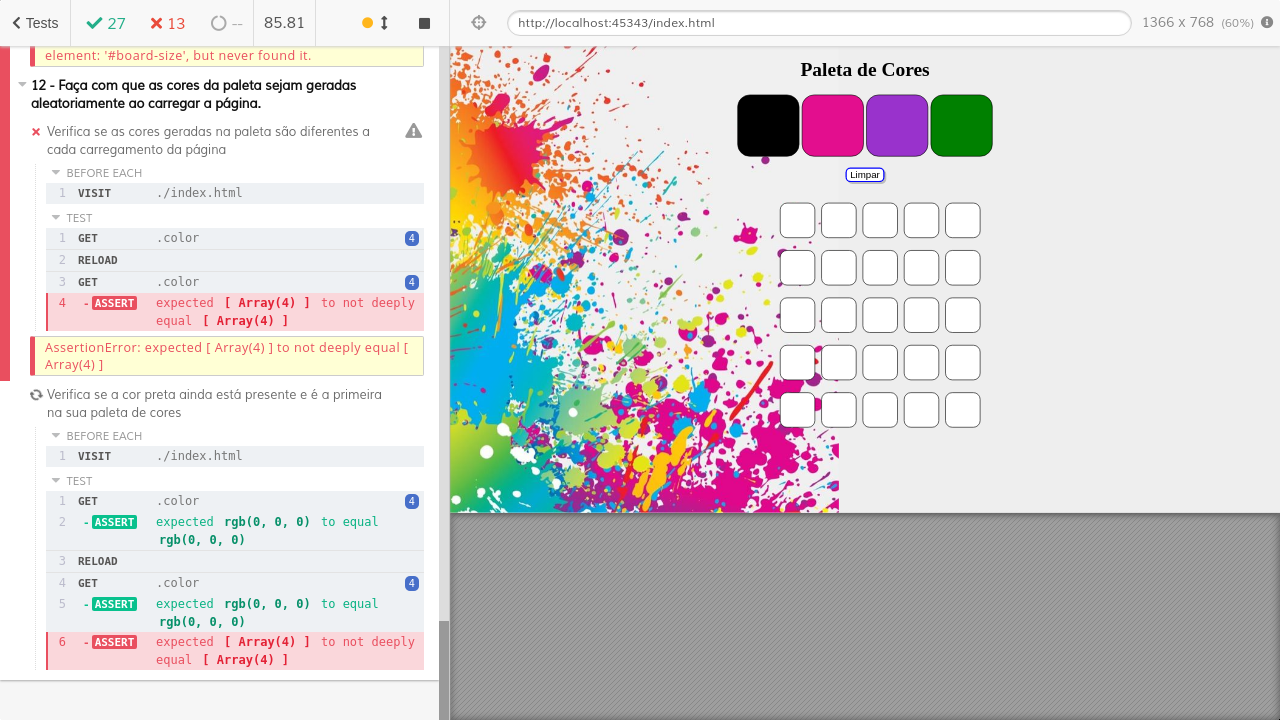 Tests
27
13
--
85.81
http://localhost:45343/index.html
1366 x 768 (60%)
element: '#board-size', but never found it.
12 - Faça com que as cores da paleta sejam geradas
aleatoriamente ao carregar a página.
Verifica se as cores geradas na paleta são diferentes a
cada carregamento da página
BEFORE EACH
1 VISIT ./index.html
TEST
1 GET .color 4
2 RELOAD
3 GET .color 4
4 -ASSERT expected [ Array(4) ] to not deeply
equal [ Array(4) ]
AssertionError: expected [ Array(4) ] to not deeply equal [
Array(4) ]
Verifica se a cor preta ainda está presente e é a primeira
na sua paleta de cores
BEFORE EACH
1 VISIT ./index.html
TEST
1 GET .color 4
2 -ASSERT expected rgb(0, 0, 0) to equal
rgb(0, 0, 0)
3 RELOAD
4 GET .color 4
5 -ASSERT expected rgb(0, 0, 0) to equal
rgb(0, 0, 0)
6 -ASSERT expected [ Array(4) ] to not deeply
equal [ Array(4) ]
Paleta de Cores
Limpar